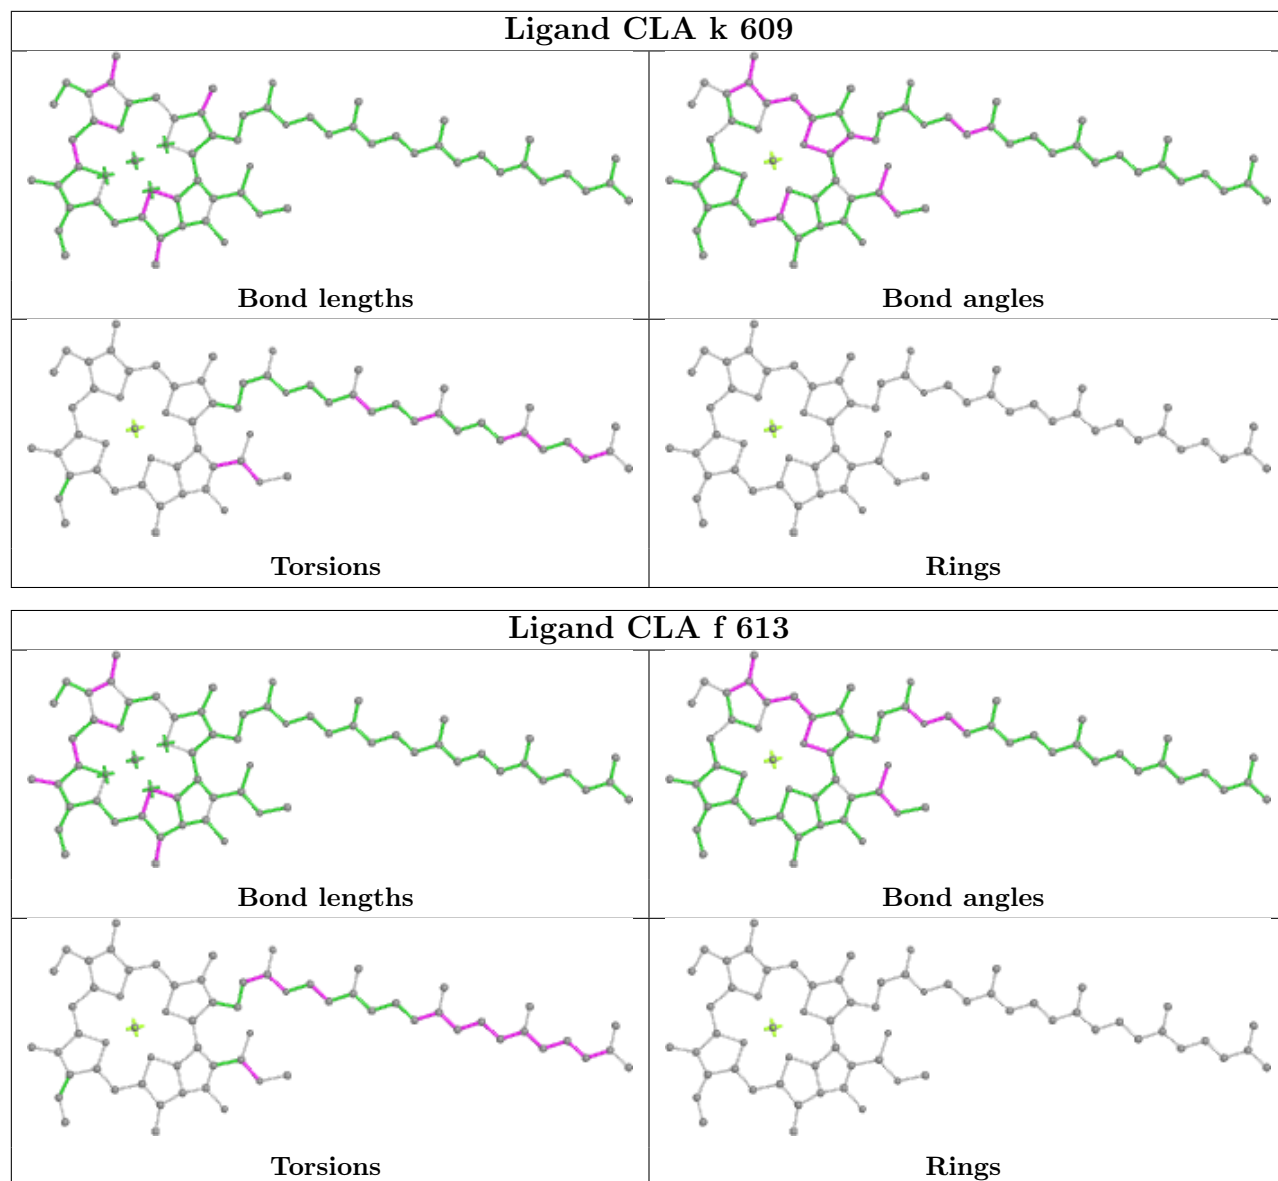 Ligand CLA k 609
Bond lengths
Bond angles
Torsions
Rings
Ligand CLA f 613
Bond lengths
Bond angles
Torsions
Rings